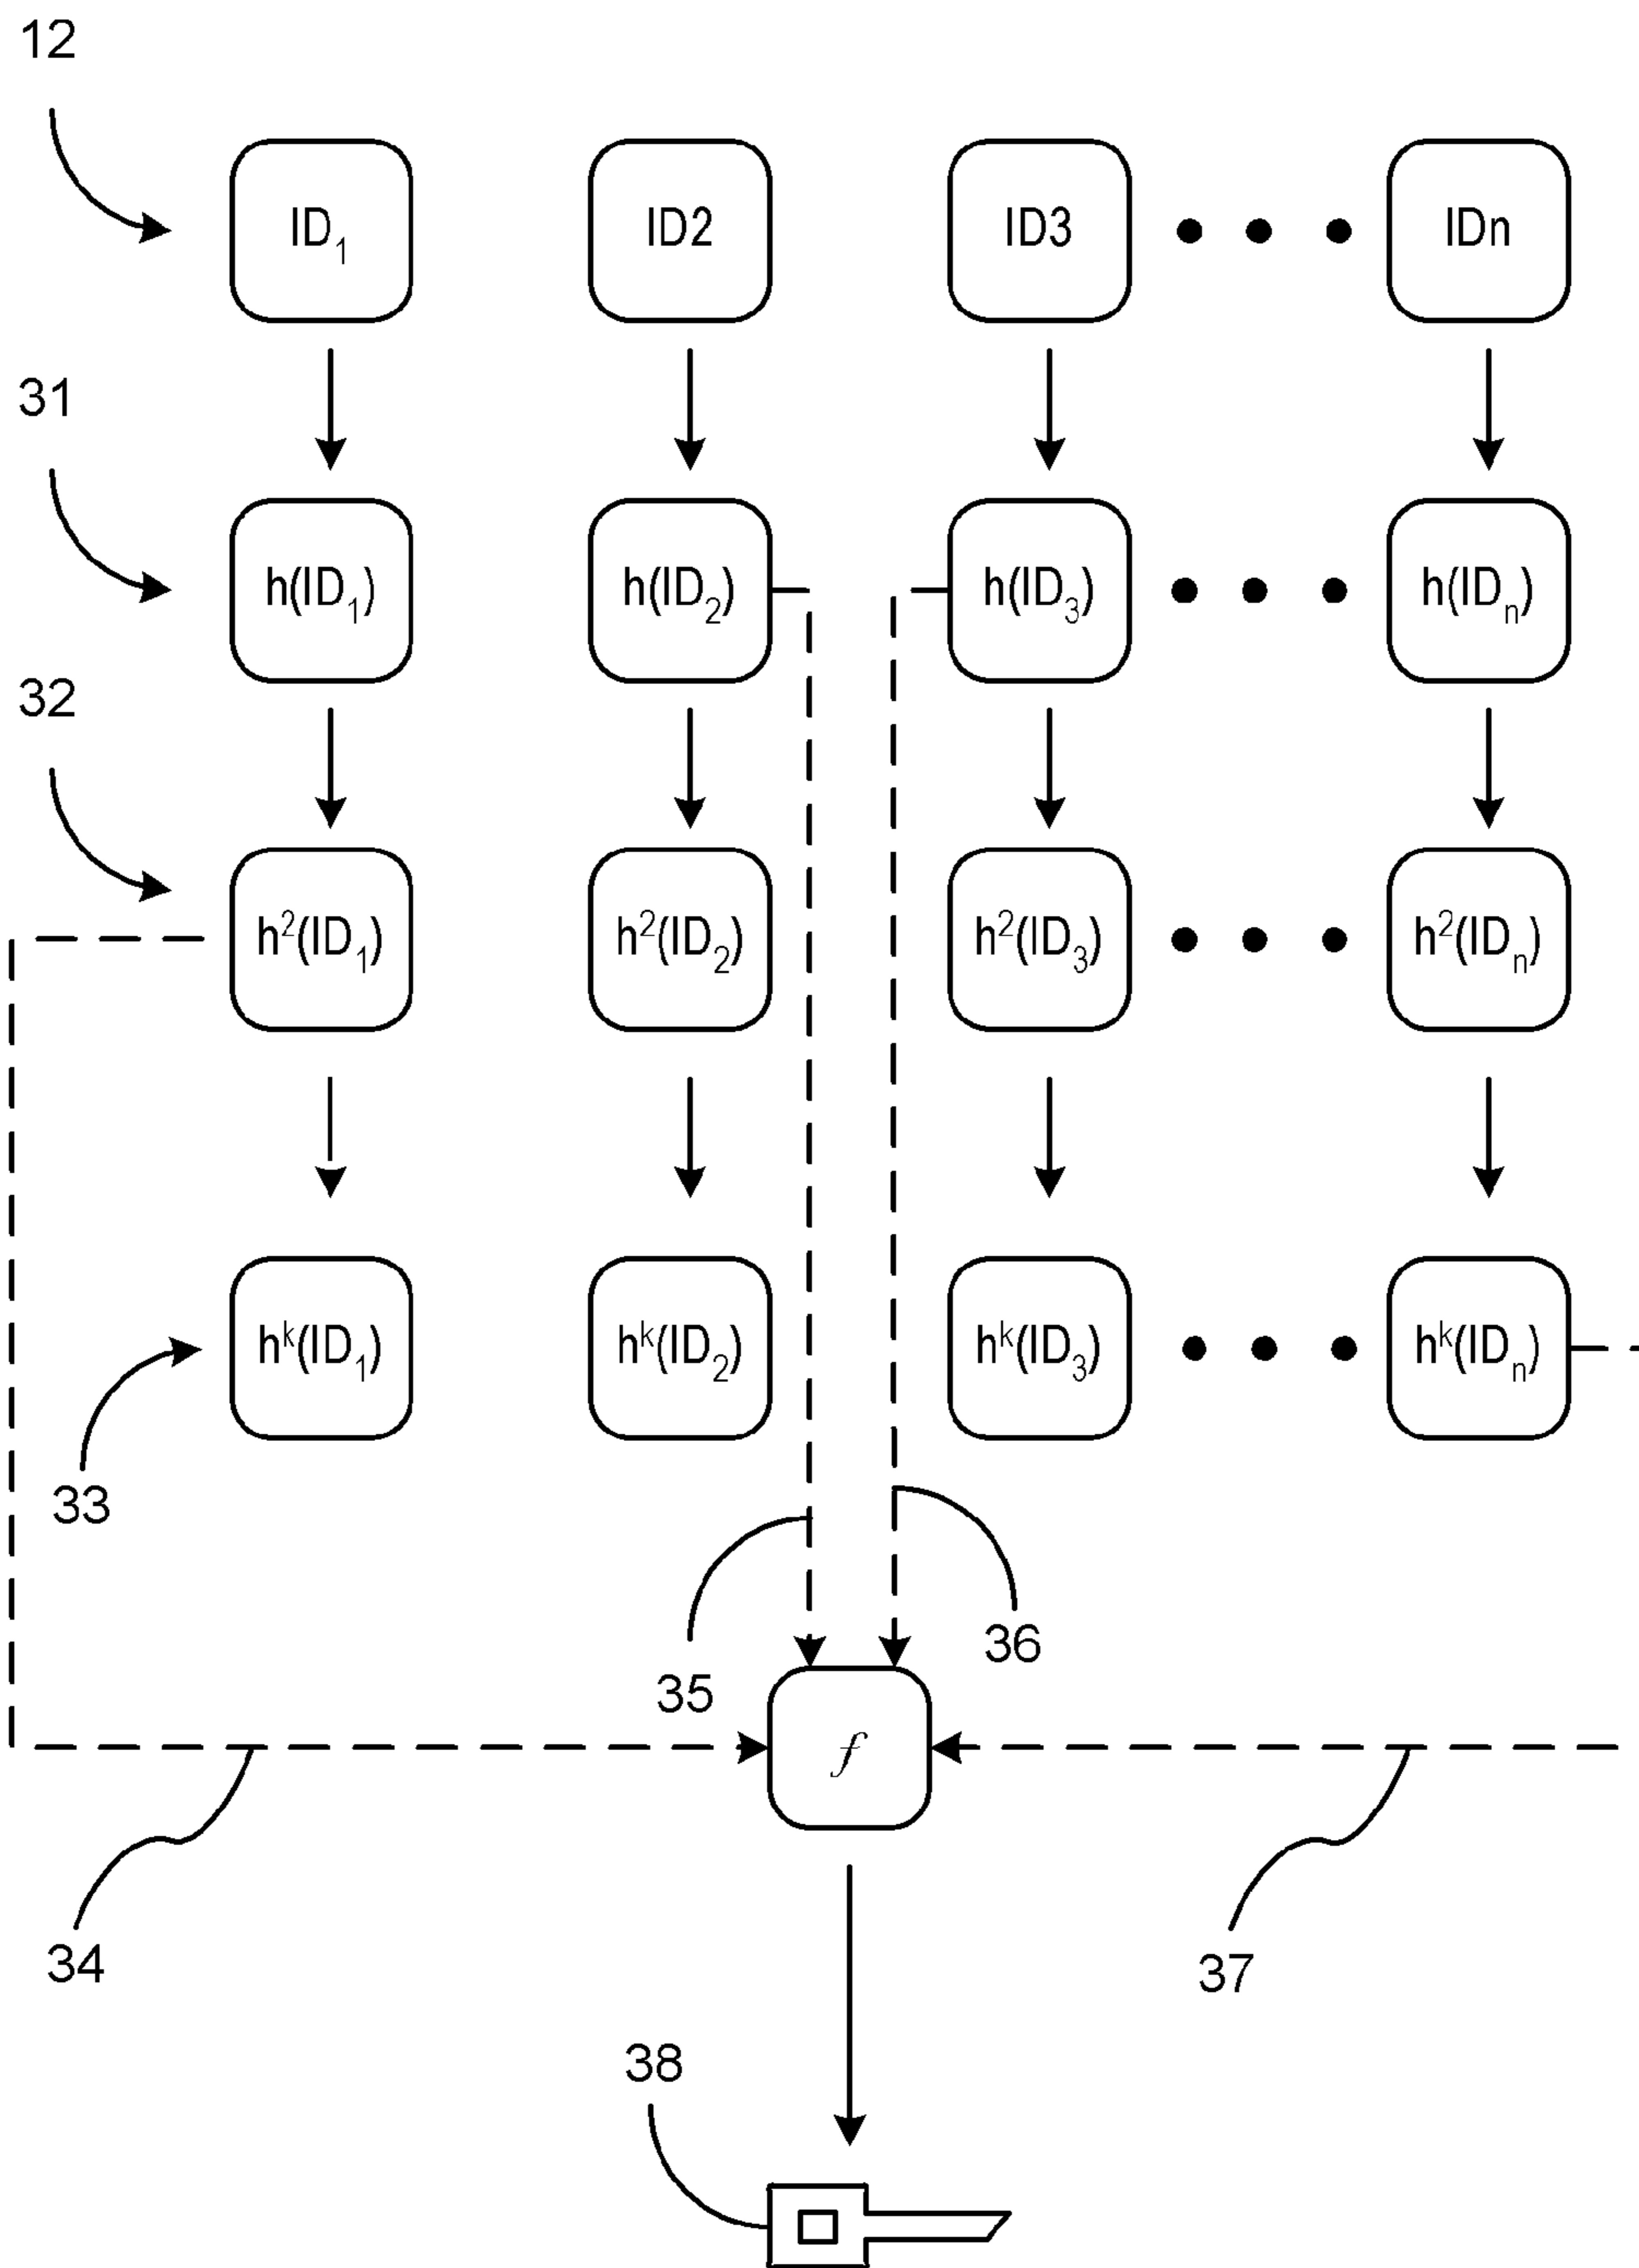 12
ID₁ ID2 ID3 IDn
31
h(ID₁) h(ID₂) h(ID₃) h(IDₙ)
32
h²(ID₁) h²(ID₂) h²(ID₃) h²(IDₙ)
hᵏ(ID₁) hᵏ(ID₂) hᵏ(ID₃) hᵏ(IDₙ)
33
36
35
f
34
37
38